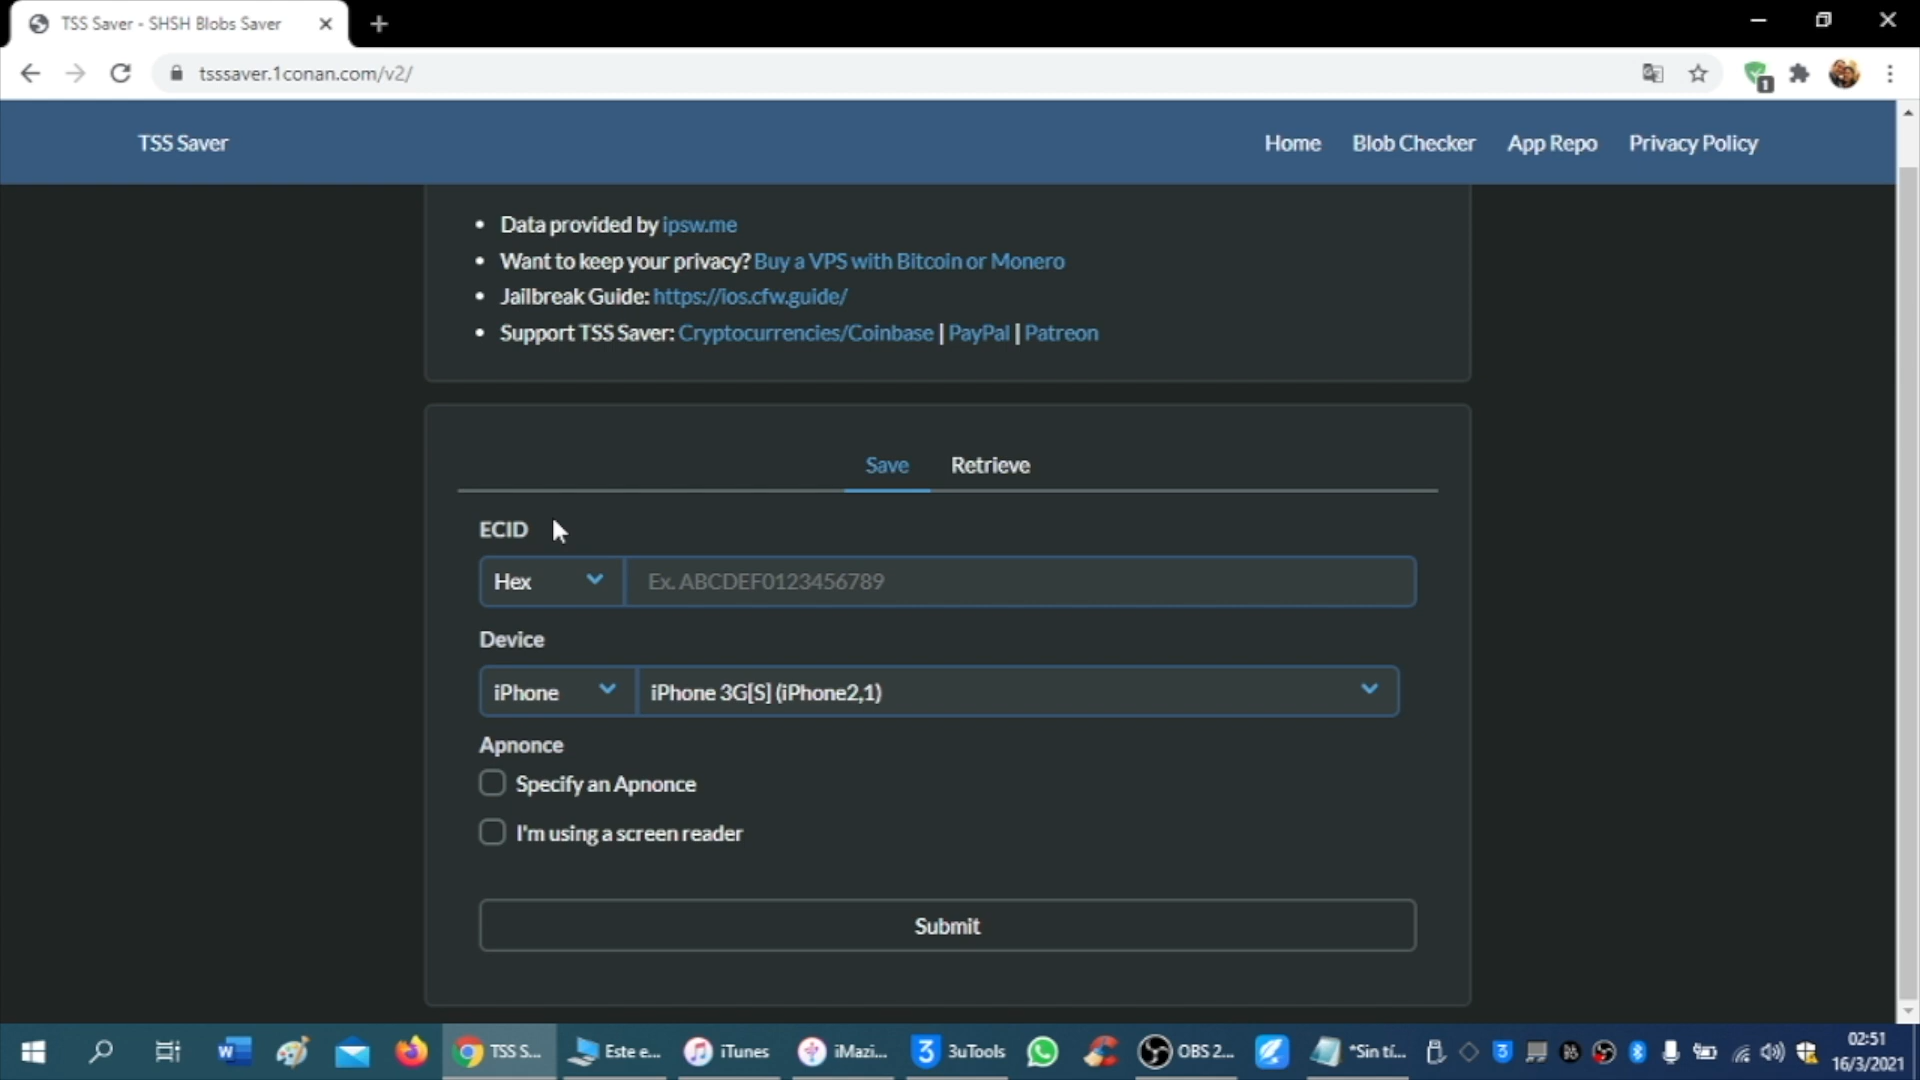 TSS Saver - SHSH Blobs Saver
tsssaver.1conan.com/v2/
1
TSS Saver
Home
Blob Checker
App Repo
Privacy Policy
Data provided by ipsw.me
Want to keep your privacy? Buy a VPS with Bitcoin or Monero
Jailbreak Guide: https://ios.cfw.guide/
Support TSS Saver: Cryptocurrencies/Coinbase | PayPal | Patreon
Save
Retrieve
ECID
Hex
Ex. ABCDEF0123456789
Device
iPhone
iPhone 3G[S] (iPhone2,1)
Apnonce
Specify an Apnonce
I'm using a screen reader
Submit
TSS S...
Este e...
iTunes
iMazi...
3uTools
OBS 2...
*Sin tí...
02:51
16/3/2021